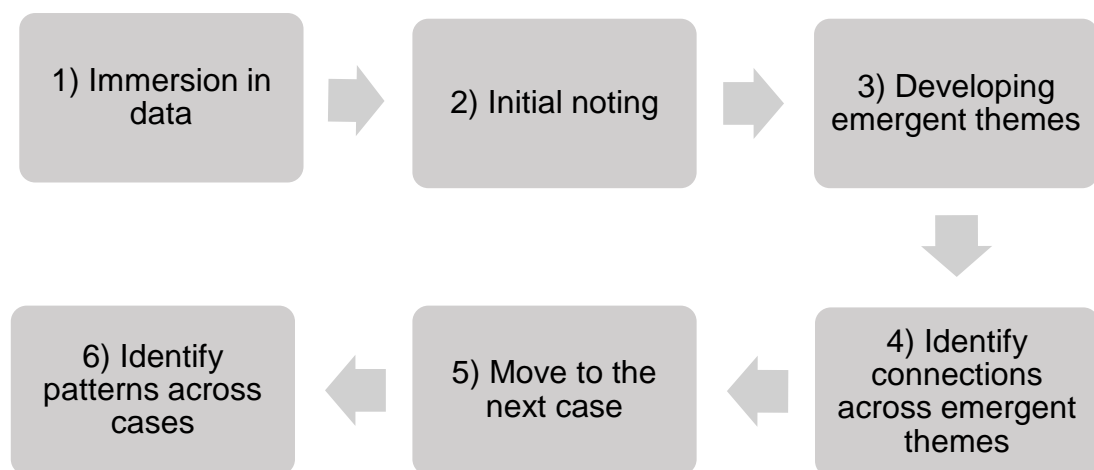 1) Immersion in
data
2) Initial noting
3) Developing
emergent themes
4) Identify
connections
across emergent
themes
5) Move to the
next case
6) Identify
patterns across
cases